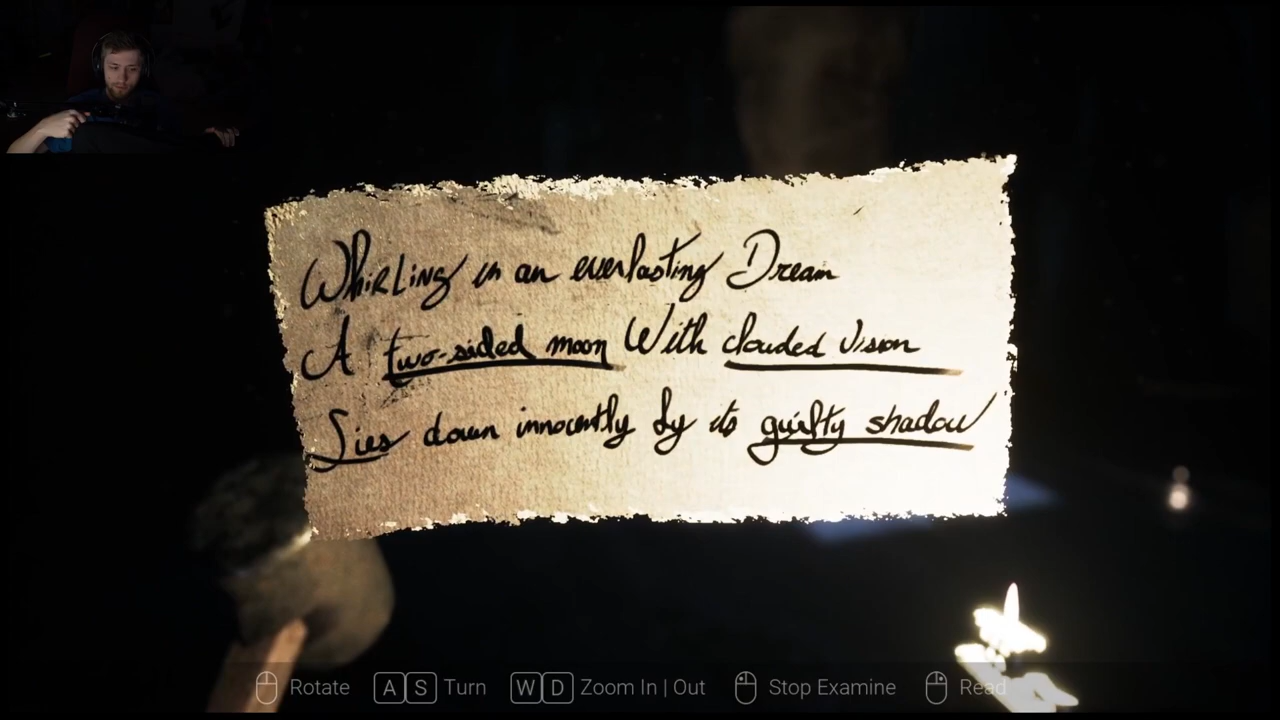 Whirling in an everlasting Dream
A two-sided moon With clouded vision
Lies down innocently by its guilty shadow
Rotate A S Turn W D Zoom In | Out Stop Examine Read